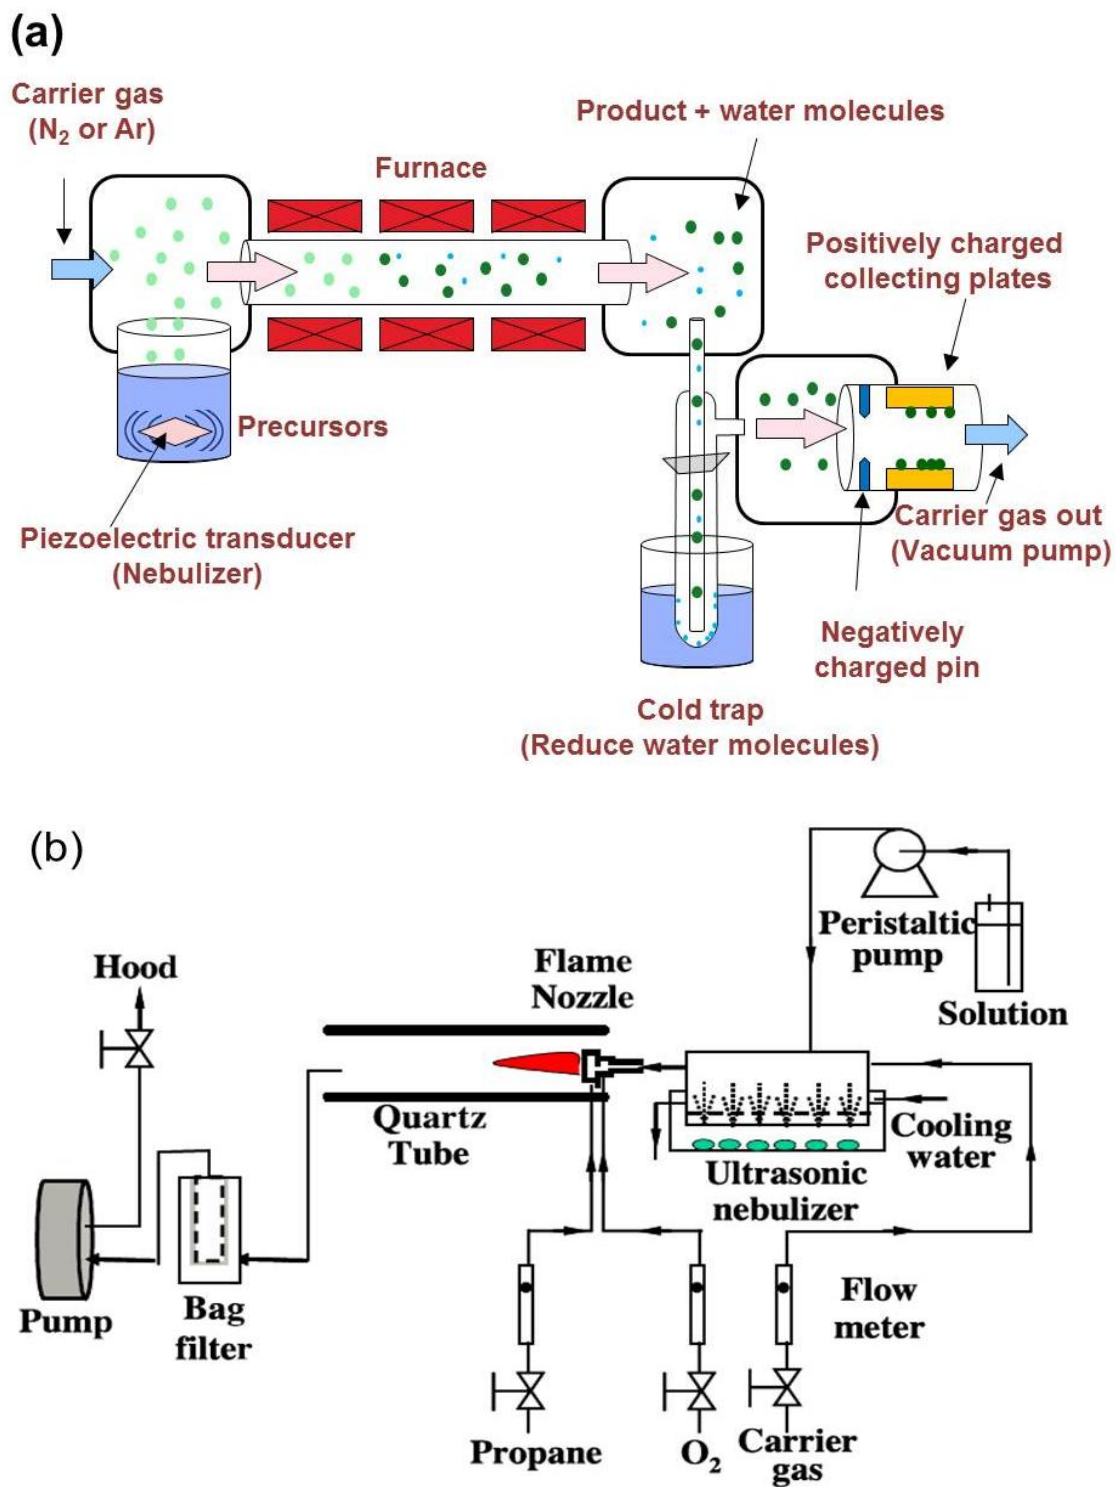 (a)
Carrier gas
(N₂ or Ar)
Product + water molecules
Furnace
Positively charged
collecting plates
Precursors
Piezoelectric transducer
(Nebulizer)
Carrier gas out
(Vacuum pump)
Negatively
charged pin
Cold trap
(Reduce water molecules)
(b)
Peristaltic
pump
Solution
Hood
Flame
Nozzle
Quartz
Tube
Cooling
water
Ultrasonic
nebulizer
Pump
Bag
filter
Flow
meter
Propane
O₂
Carrier
gas